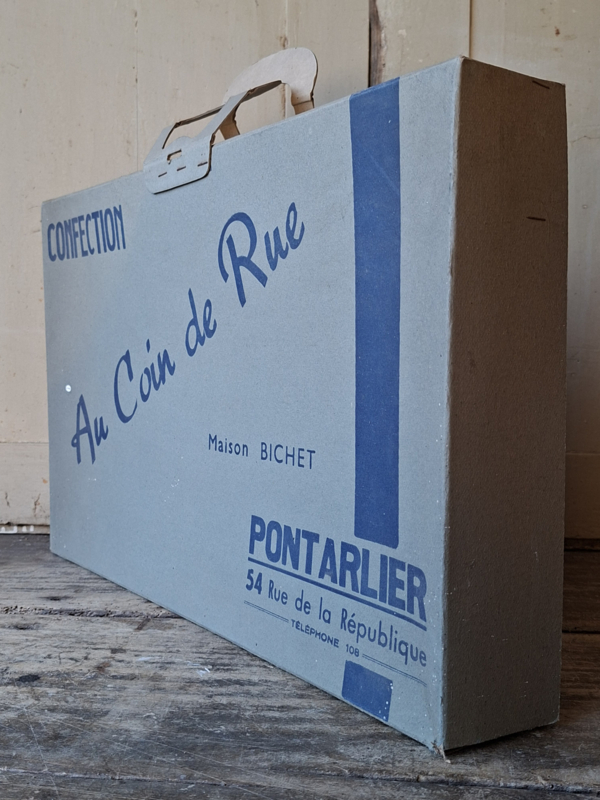 CONFECTION
Au Coin de Rue
Maison BICHET
PONTARLIER
54 Rue de la République
TÉLÉPHONE 108